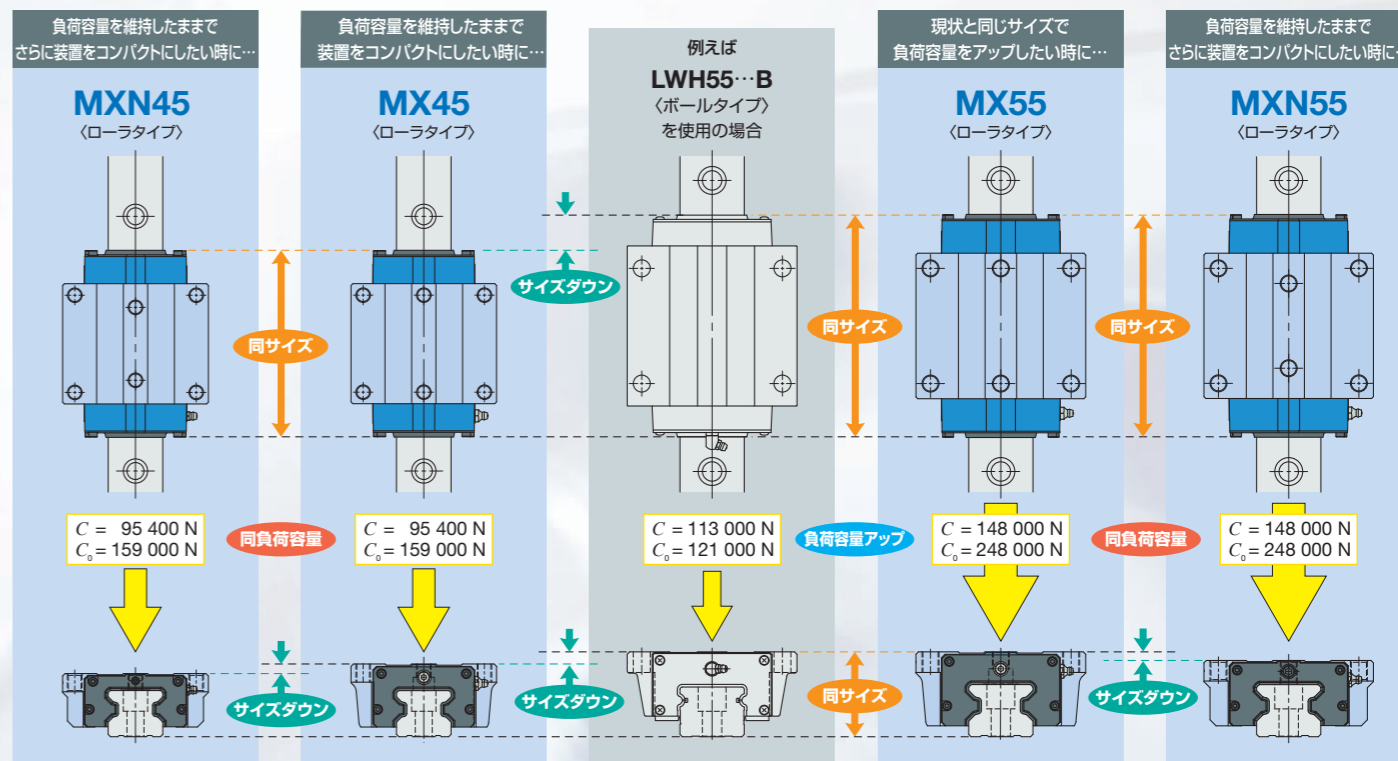 負荷容量を維持したままで
さらに装置をコンパクトにしたい時に…
MXN45
〈ローラタイプ〉
負荷容量を維持したままで
装置をコンパクトにしたい時に…
MX45
〈ローラタイプ〉
例えば
LWH55…B
〈ボールタイプ〉
を使用の場合
現状と同じサイズで
負荷容量をアップしたい時に…
MX55
〈ローラタイプ〉
負荷容量を維持したままで
さらに装置をコンパクトにしたい時に…
MXN55
〈ローラタイプ〉
同サイズ
サイズダウン
同サイズ
同サイズ
C = 95 400 N
C₀ = 159 000 N
同負荷容量
C = 95 400 N
C₀ = 159 000 N
C = 113 000 N
C₀ = 121 000 N
負荷容量アップ
C = 148 000 N
C₀ = 248 000 N
同負荷容量
C = 148 000 N
C₀ = 248 000 N
サイズダウン
サイズダウン
同サイズ
サイズダウン